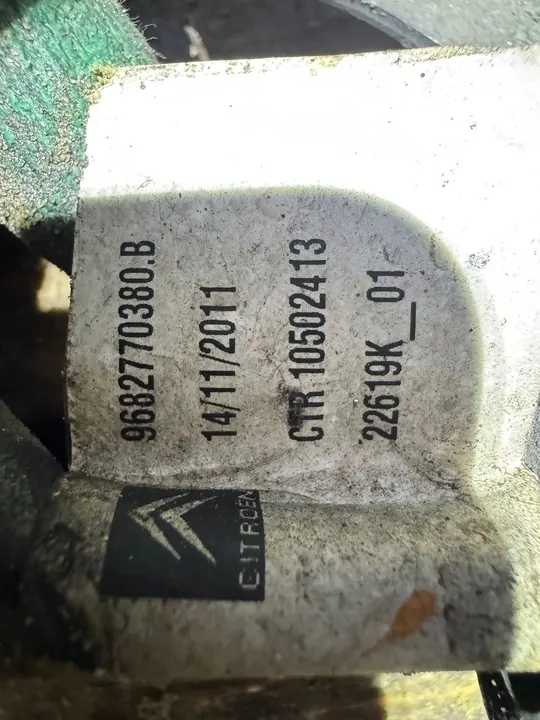 9682770380.B
14/11/2011
CTR 10502413
22619K_01
CITROEN